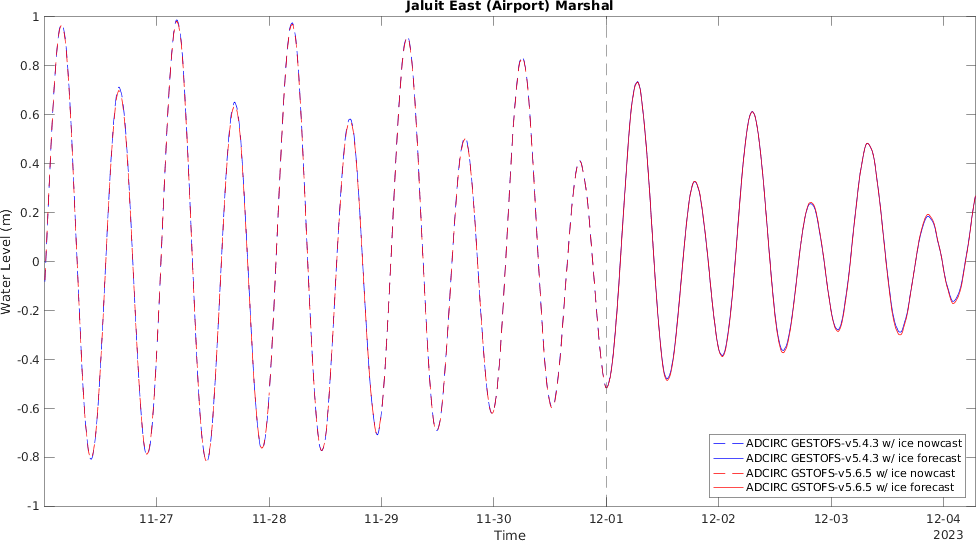 Jaluit East (Airport) Marshal
1
0.8
0.6
0.4
0.2
0
-0.2
-0.4
-0.6
-0.8
-1
Water Level (m)
ADCIRC GESTOFS-v5.4.3 w/ ice nowcast
ADCIRC GESTOFS-v5.4.3 w/ ice forecast
ADCIRC GSTOFS-v5.6.5 w/ ice nowcast
ADCIRC GSTOFS-v5.6.5 w/ ice forecast
11-27 11-28 11-29 11-30 12-01 12-02 12-03 12-04
Time 2023